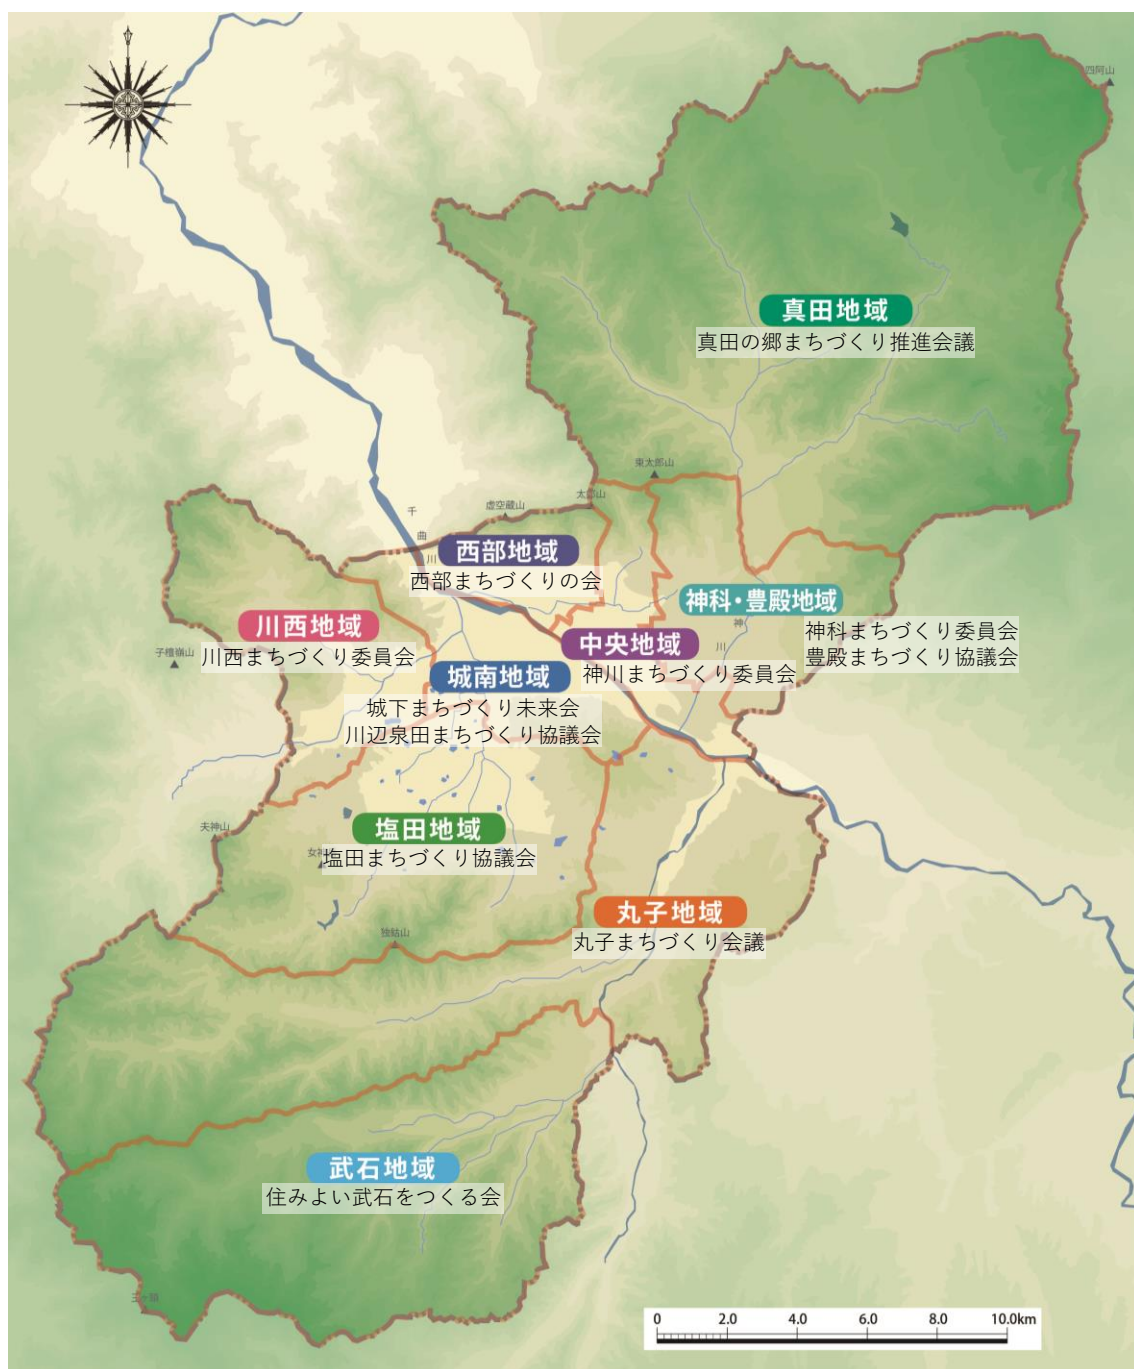 四阿山
真田地域
真田の郷まちづくり推進会議
東太郎山
太郎山
虚空蔵山
千
曲
川
西部地域
西部まちづくりの会
神科・豊殿地域
神
川
神科まちづくり委員会
豊殿まちづくり協議会
川西地域
川西まちづくり委員会
子檀嶺山
中央地域
神川まちづくり委員会
城南地域
城下まちづくり未来会
川辺泉田まちづくり協議会
夫神山
塩田地域
塩田まちづくり協議会
独鈷山
丸子地域
丸子まちづくり会議
武石地域
住みよい武石をつくる会
0 2.0 4.0 6.0 8.0 10.0km